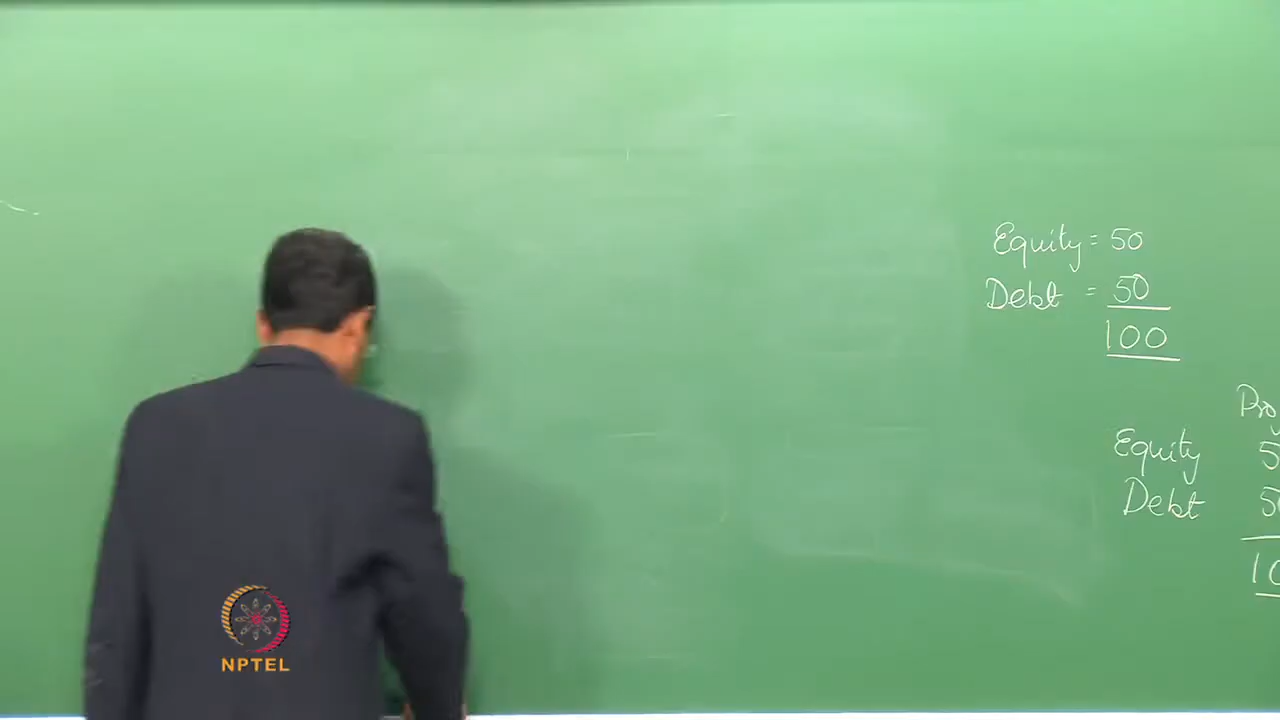 Equity = 50
Debt = 50
100
Equity
Debt
NPTEL